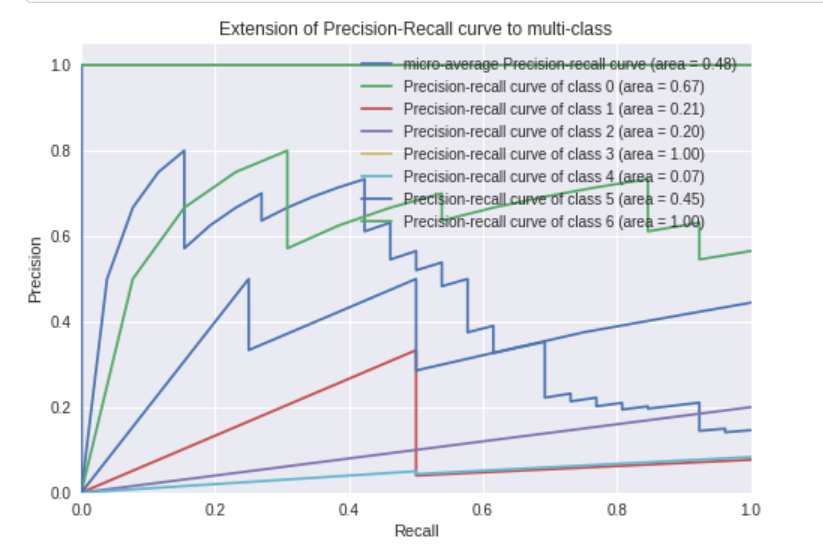 Extension of Precision-Recall curve to multi-class
micro-average Precision-recall curve (area = 0.48)
Precision-recall curve of class 0 (area = 0.67)
Precision-recall curve of class 1 (area = 0.21)
Precision-recall curve of class 2 (area = 0.20)
Precision-recall curve of class 3 (area = 1.00)
Precision-recall curve of class 4 (area = 0.07)
Precision-recall curve of class 5 (area = 0.45)
Precision-recall curve of class 6 (area = 1.00)
Precision
1.0
0.8
0.6
0.4
0.2
0.0
0.0 0.2 0.4 0.6 0.8 1.0
Recall